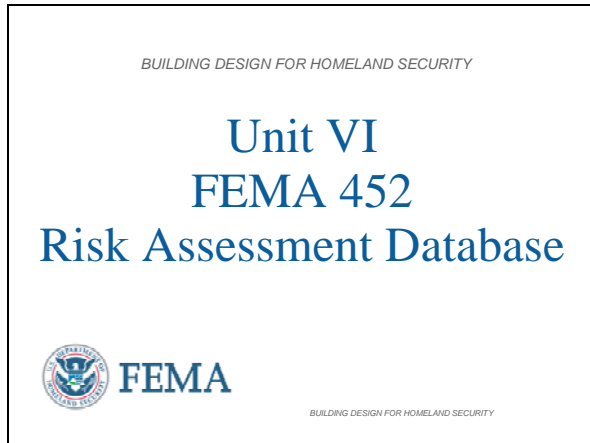 BUILDING DESIGN FOR HOMELAND SECURITY
Unit VI
FEMA 452
Risk Assessment Database
FEMA
BUILDING DESIGN FOR HOMELAND SECURITY